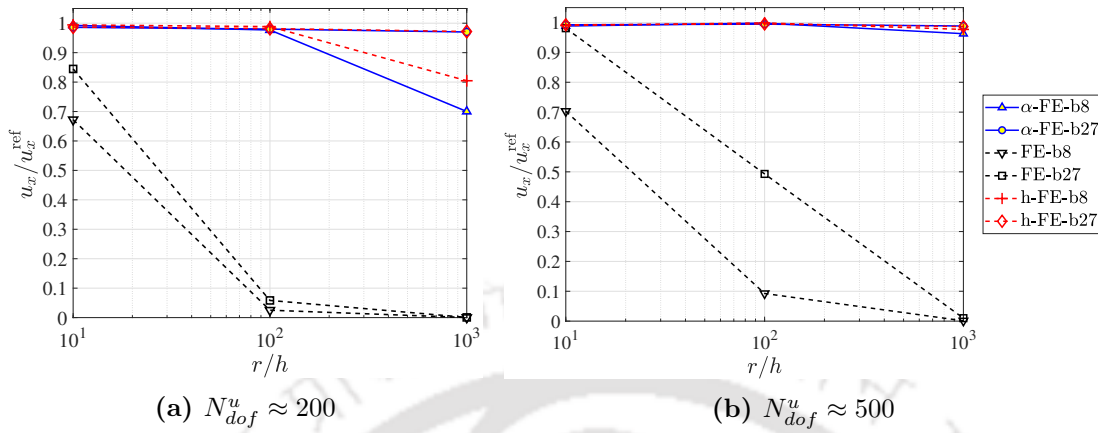 1
0.9
0.8
0.7
0.6
0.5
0.4
0.3
0.2
0.1
0
u_x/u_x^ref
10^1
10^2
10^3
r/h
(a) N^u_dof ≈ 200
1
0.9
0.8
0.7
0.6
0.5
0.4
0.3
0.2
0.1
0
u_x/u_x^ref
10^1
10^2
10^3
r/h
(b) N^u_dof ≈ 500
α-FE-b8
α-FE-b27
FE-b8
FE-b27
h-FE-b8
h-FE-b27